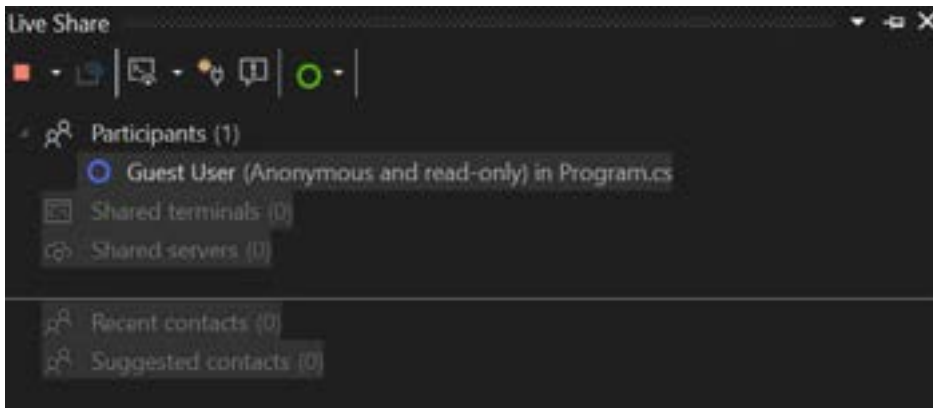 Live Share
Participants (1)
Guest User (Anonymous and read-only) in Program.cs
Shared terminals (0)
Shared servers (0)
Recent contacts (0)
Suggested contacts (0)